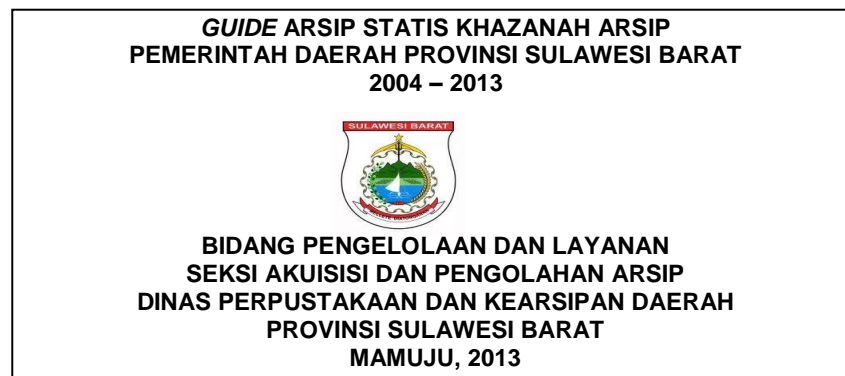 GUIDE ARSIP STATIS KHAZANAH ARSIP
PEMERINTAH DAERAH PROVINSI SULAWESI BARAT
2004 – 2013
SULAWESI BARAT
BIDANG PENGELOLAAN DAN LAYANAN
SEKSI AKUISISI DAN PENGOLAHAN ARSIP
DINAS PERPUSTAKAAN DAN KEARSIPAN DAERAH
PROVINSI SULAWESI BARAT
MAMUJU, 2013